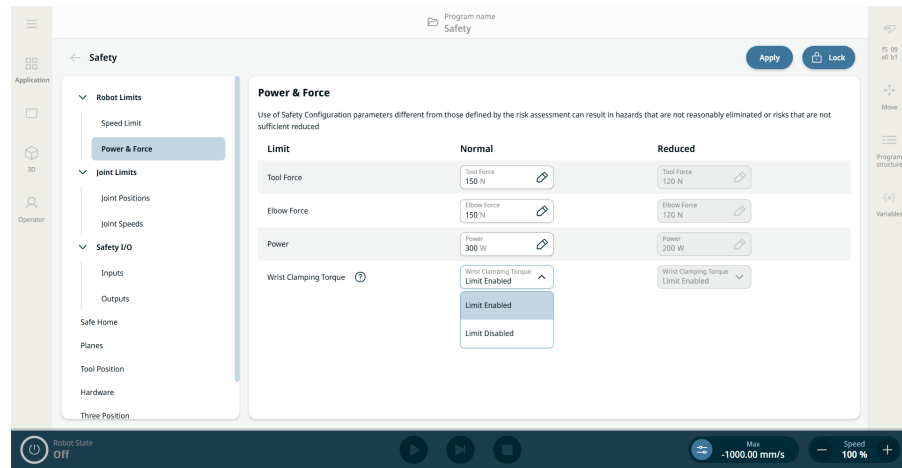 Program name
Safety
Safety
Apply
Lock
f5 09
a0 b1
Application
3D
Operator
Move
Program
structure
{x}
Variables
Robot Limits
Speed Limit
Power & Force
Joint Limits
Joint Positions
Joint Speeds
Safety I/O
Inputs
Outputs
Safe Home
Planes
Tool Position
Hardware
Three Position
Power & Force
Use of Safety Configuration parameters different from those defined by the risk assessment can result in hazards that are not reasonably eliminated or risks that are not
sufficient reduced
Limit Normal Reduced
Tool Force
Tool Force
150 N
Tool Force
120 N
Elbow Force
Elbow Force
150 N
Elbow Force
120 N
Power
Power
300 W
Power
200 W
Wrist Clamping Torque ?
Wrist Clamping Torque
Limit Enabled
Wrist Clamping Torque
Limit Enabled
Limit Enabled
Limit Disabled
Robot State
Off
Max
-1000.00 mm/s
Speed
100 %